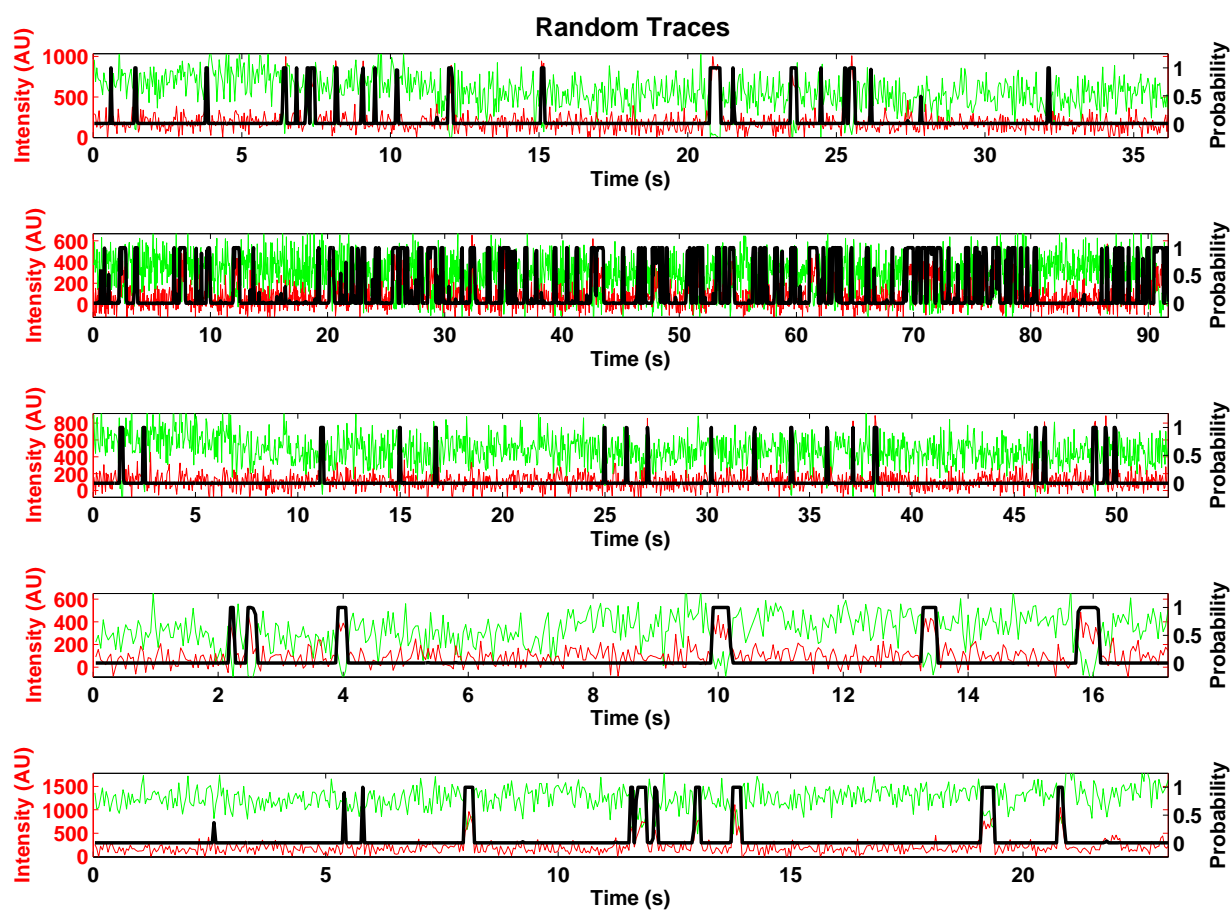 Random Traces
Intensity (AU)
1000
500
0
1
0.5
0
Probability
0 5 10 15 20 25 30 35
Time (s)
Intensity (AU)
600
400
200
0
1
0.5
0
Probability
0 10 20 30 40 50 60 70 80 90
Time (s)
Intensity (AU)
800
600
400
200
0
1
0.5
0
Probability
0 5 10 15 20 25 30 35 40 45 50
Time (s)
Intensity (AU)
600
400
200
0
1
0.5
0
Probability
0 2 4 6 8 10 12 14 16
Time (s)
Intensity (AU)
1500
1000
500
0
1
0.5
0
Probability
0 5 10 15 20
Time (s)